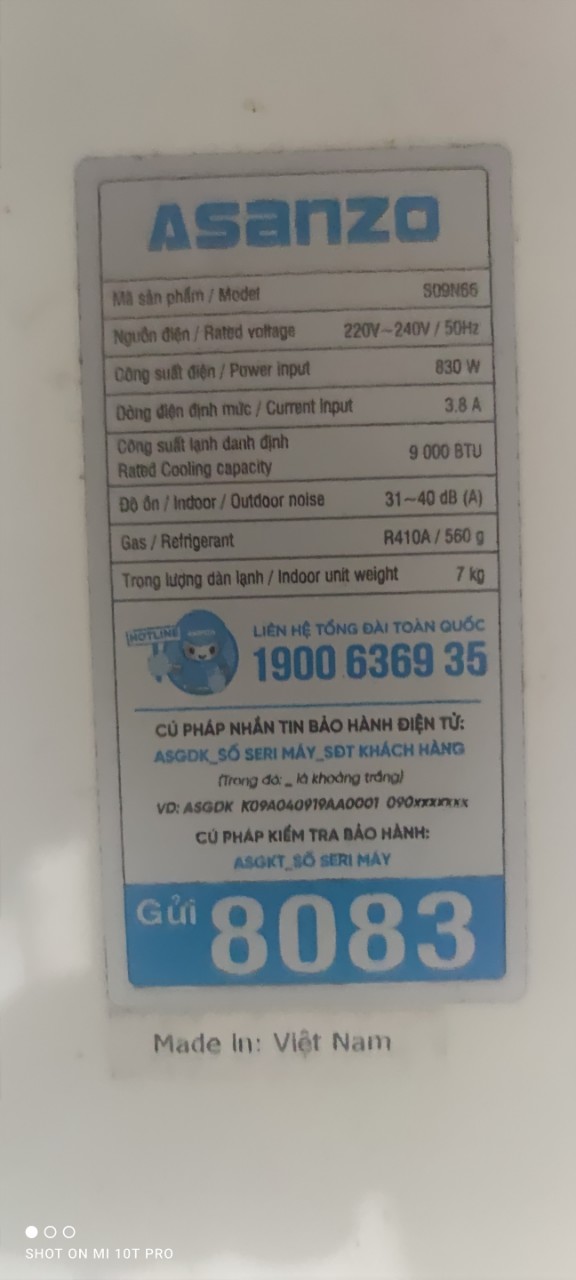 Asanzo
Mã sản phẩm / Model S09N66
Nguồn điện / Rated voltage 220V~240V / 50Hz
Công suất điện / Power input 830 W
Dòng điện định mức / Current Input 3.8 A
Công suất lạnh danh định
Rated Cooling capacity 9 000 BTU
Độ ồn / Indoor / Outdoor noise 31~40 dB (A)
Gas / Refrigerant R410A / 560 g
Trọng lượng dàn lạnh / Indoor unit weight 7 kg
HOTLINE
LIÊN HỆ TỔNG ĐÀI TOÀN QUỐC
1900 6369 35
CÚ PHÁP NHẮN TIN BẢO HÀNH ĐIỆN TỬ:
ASGDK_SỐ SERI MÁY_SĐT KHÁCH HÀNG
(Trong đó: _ là khoảng trắng)
VD: ASGDK K09A040919AA0001 090xxxxxxx
CÚ PHÁP KIỂM TRA BẢO HÀNH:
ASGKT_SỐ SERI MÁY
Gửi 8083
Made in: Việt Nam
SHOT ON MI 10T PRO